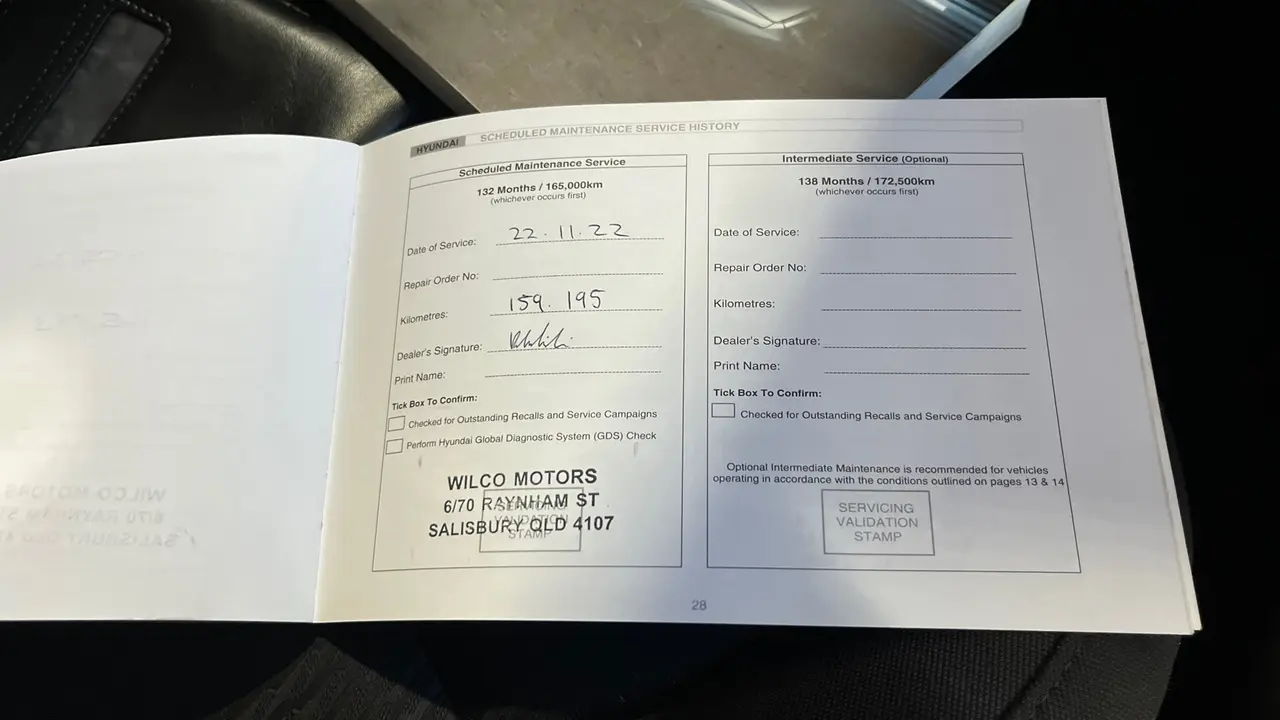 HYUNDAI SCHEDULED MAINTENANCE SERVICE HISTORY
Scheduled Maintenance Service
132 Months / 165,000km
(whichever occurs first)
Date of Service: 22.11.22
Repair Order No:
Kilometres: 159.195
Dealer's Signature:
Print Name:
Tick Box To Confirm:
Checked for Outstanding Recalls and Service Campaigns
Perform Hyundai Global Diagnostic System (GDS) Check
WILCO MOTORS
6/70 RAYNHAM ST
SALISBURY QLD 4107
SERVICING
VALIDATION
STAMP
Intermediate Service (Optional)
138 Months / 172,500km
(whichever occurs first)
Date of Service:
Repair Order No:
Kilometres:
Dealer's Signature:
Print Name:
Tick Box To Confirm:
Checked for Outstanding Recalls and Service Campaigns
Optional Intermediate Maintenance is recommended for vehicles
operating in accordance with the conditions outlined on pages 13 & 14
SERVICING
VALIDATION
STAMP
28